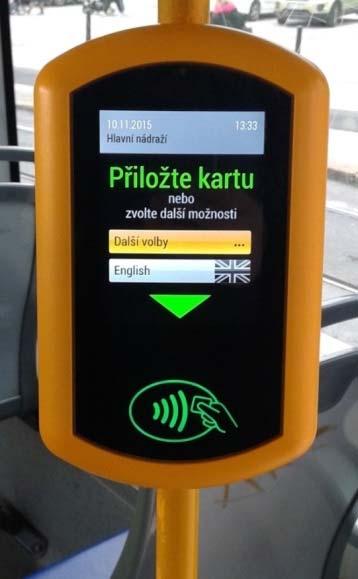 10.11.2015 13:33
Hlavní nádraží
Přiložte kartu
nebo
zvolte další možnosti
Další volby ...
English